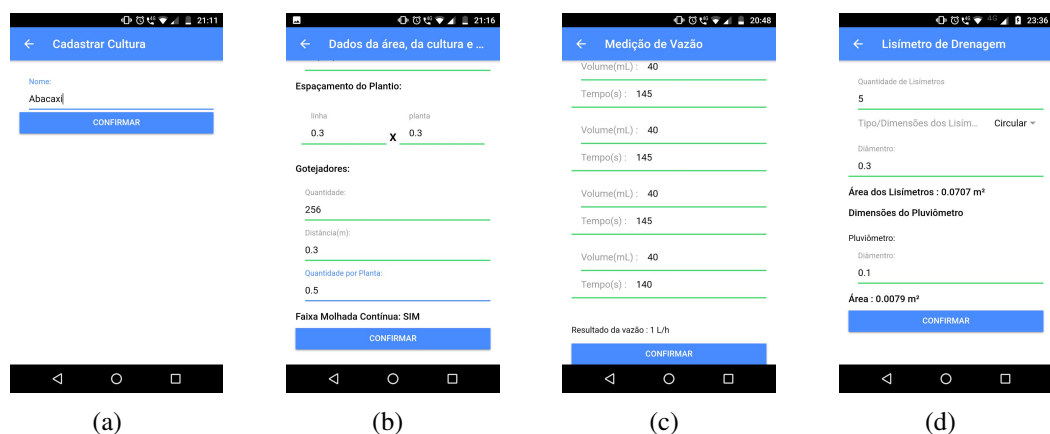 21:11
Cadastrar Cultura
Nome:
Abacaxi
CONFIRMAR
(a)
21:16
Dados da área, da cultura e ...
Espaçamento do Plantio:
linha
planta
0.3
x
0.3
Gotejadores:
Quantidade:
256
Distância(m):
0.3
Quantidade por Planta:
0.5
Faixa Molhada Contínua: SIM
CONFIRMAR
(b)
20:48
Medição de Vazão
Volume(mL) : 40
Tempo(s) : 145
Volume(mL) : 40
Tempo(s) : 145
Volume(mL) : 40
Tempo(s) : 145
Volume(mL) : 40
Tempo(s) : 140
Resultado da vazão : 1 L/h
CONFIRMAR
(c)
4G
23:36
Lisímetro de Drenagem
Quantidade de Lisímetros
5
Tipo/Dimensões dos Lisím... Circular
Diâmentro:
0.3
Área dos Lisímetros : 0.0707 m²
Dimensões do Pluviômetro
Pluviômetro:
Diâmentro:
0.1
Área : 0.0079 m²
CONFIRMAR
(d)